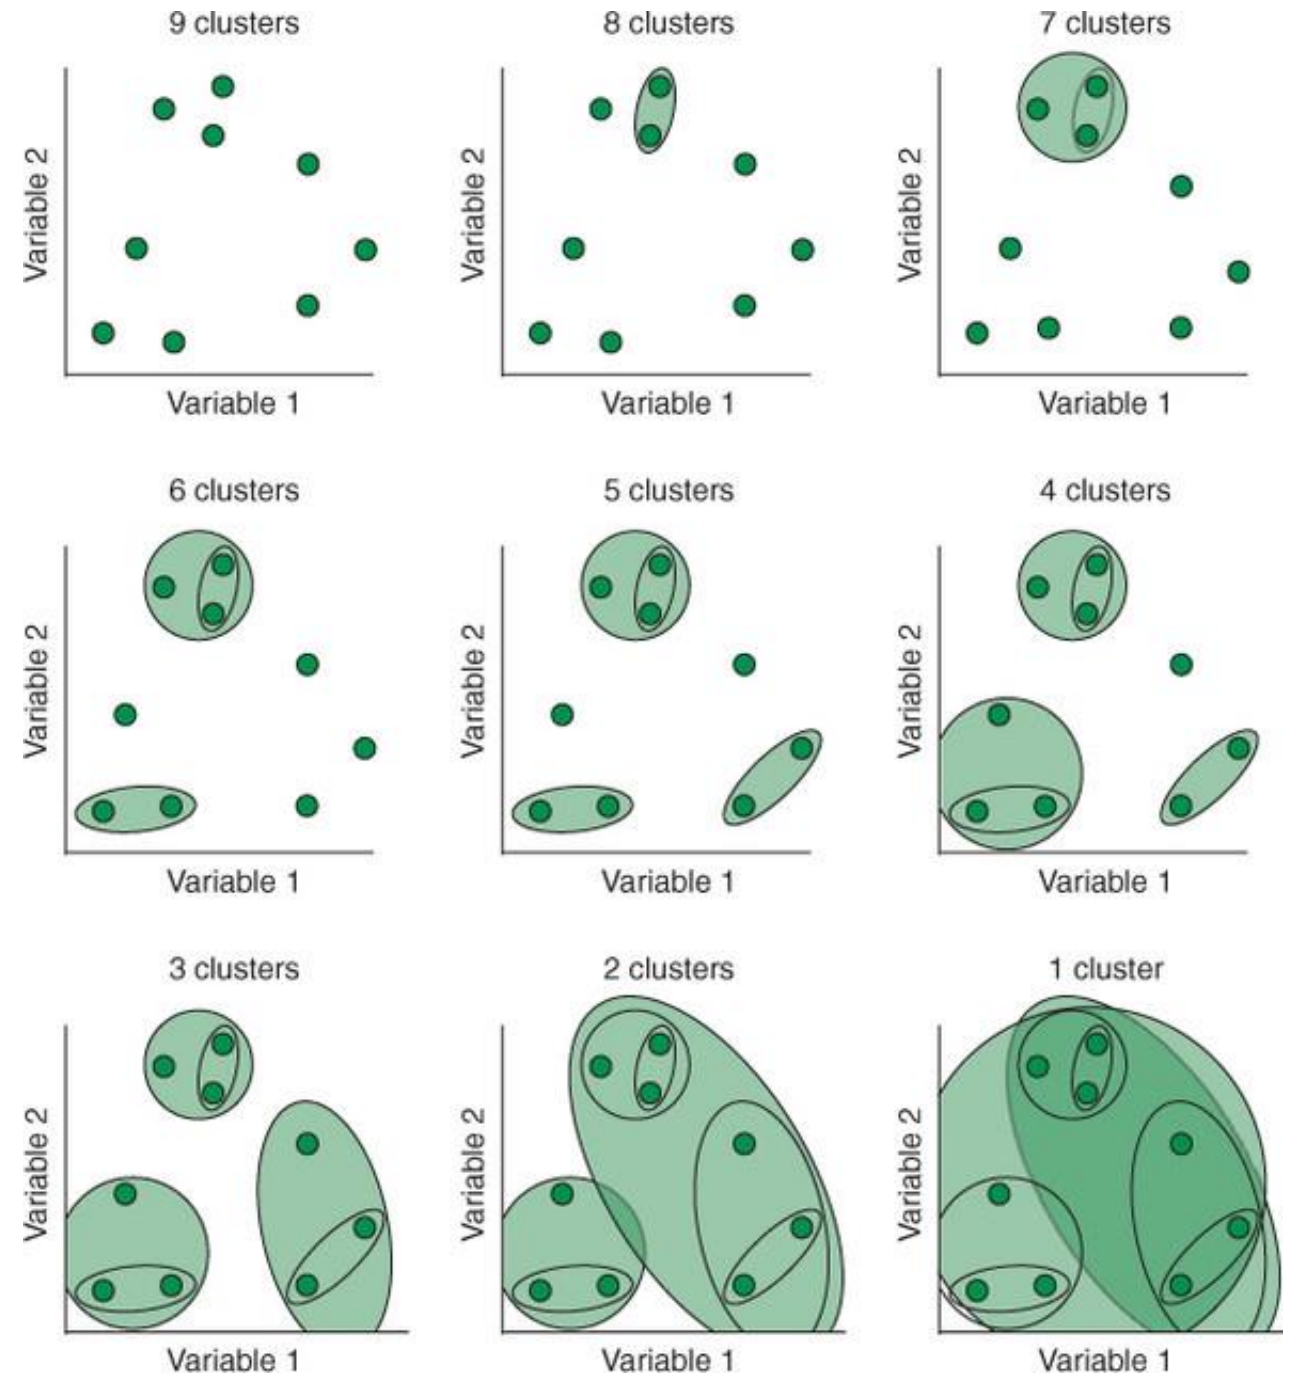 9 clusters
8 clusters
7 clusters
Variable 2
Variable 2
Variable 2
Variable 1
Variable 1
Variable 1
6 clusters
5 clusters
4 clusters
Variable 2
Variable 2
Variable 2
Variable 1
Variable 1
Variable 1
3 clusters
2 clusters
1 cluster
Variable 2
Variable 2
Variable 2
Variable 1
Variable 1
Variable 1